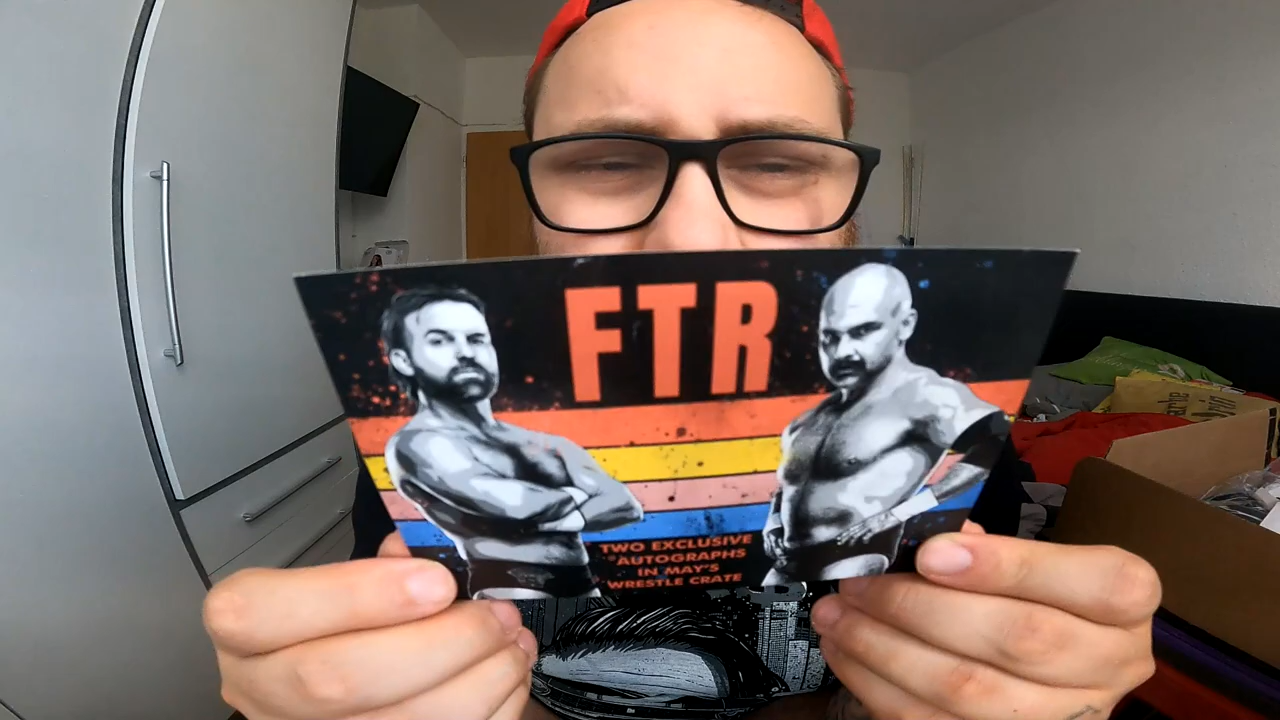 FTR
TWO EXCLUSIVE
AUTOGRAPHS
IN MAY'S
WRESTLE CRATE